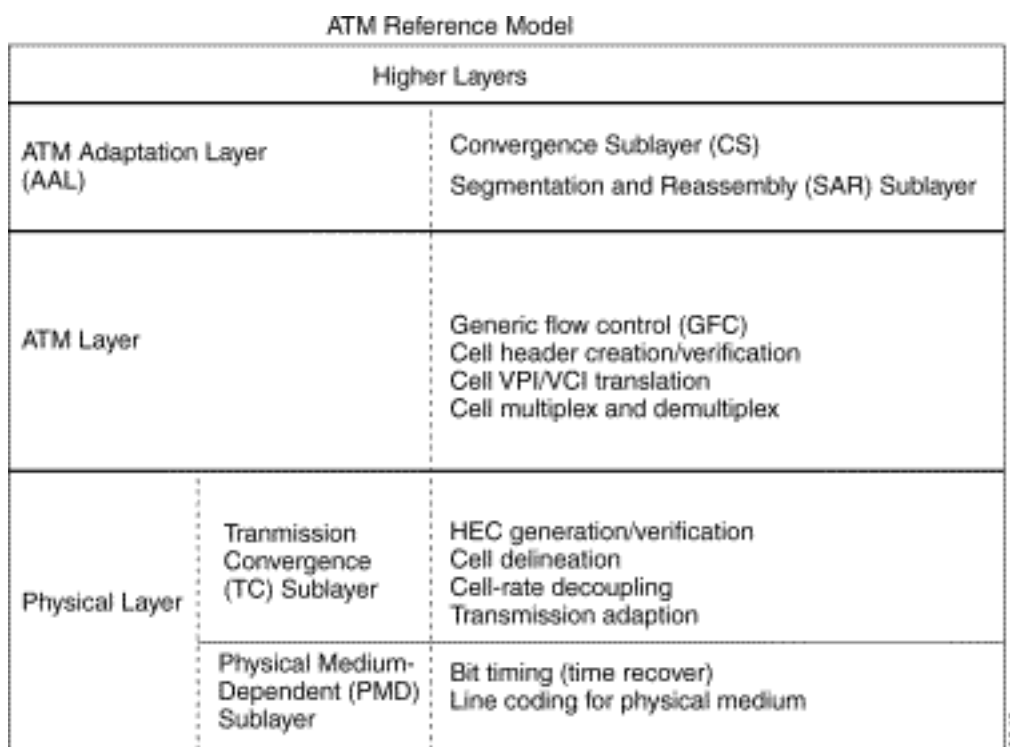 ATM Reference Model
Higher Layers
ATM Adaptation Layer
(AAL)
Convergence Sublayer (CS)
Segmentation and Reassembly (SAR) Sublayer
ATM Layer
Generic flow control (GFC)
Cell header creation/verification
Cell VPI/VCI translation
Cell multiplex and demultiplex
Physical Layer
Tranmission
Convergence
(TC) Sublayer
HEC generation/verification
Cell delineation
Cell-rate decoupling
Transmission adaption
Physical Medium-
Dependent (PMD)
Sublayer
Bit timing (time recover)
Line coding for physical medium